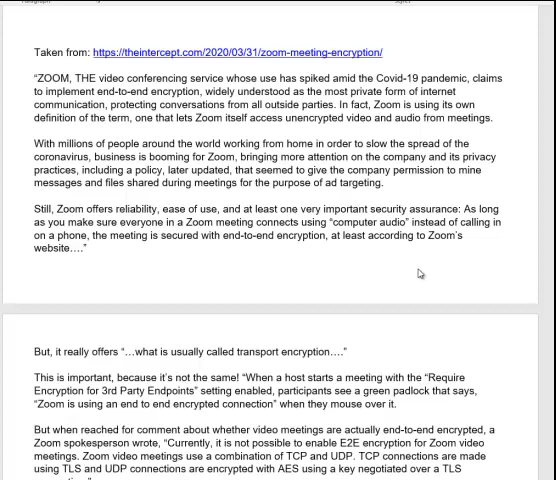 Taken from: https://theintercept.com/2020/03/31/zoom-meeting-encryption/
“ZOOM, THE video conferencing service whose use has spiked amid the Covid-19 pandemic, claims
to implement end-to-end encryption, widely understood as the most private form of internet
communication, protecting conversations from all outside parties. In fact, Zoom is using its own
definition of the term, one that lets Zoom itself access unencrypted video and audio from meetings.
With millions of people around the world working from home in order to slow the spread of the
coronavirus, business is booming for Zoom, bringing more attention on the company and its privacy
practices, including a policy, later updated, that seemed to give the company permission to mine
messages and files shared during meetings for the purpose of ad targeting.
Still, Zoom offers reliability, ease of use, and at least one very important security assurance: As long
as you make sure everyone in a Zoom meeting connects using “computer audio” instead of calling in
on a phone, the meeting is secured with end-to-end encryption, at least according to Zoom’s
website….”
But, it really offers “…what is usually called transport encryption….”
This is important, because it’s not the same! “When a host starts a meeting with the “Require
Encryption for 3rd Party Endpoints” setting enabled, participants see a green padlock that says,
“Zoom is using an end to end encrypted connection” when they mouse over it.
But when reached for comment about whether video meetings are actually end-to-end encrypted, a
Zoom spokesperson wrote, “Currently, it is not possible to enable E2E encryption for Zoom video
meetings. Zoom video meetings use a combination of TCP and UDP. TCP connections are made
using TLS and UDP connections are encrypted with AES using a key negotiated over a TLS